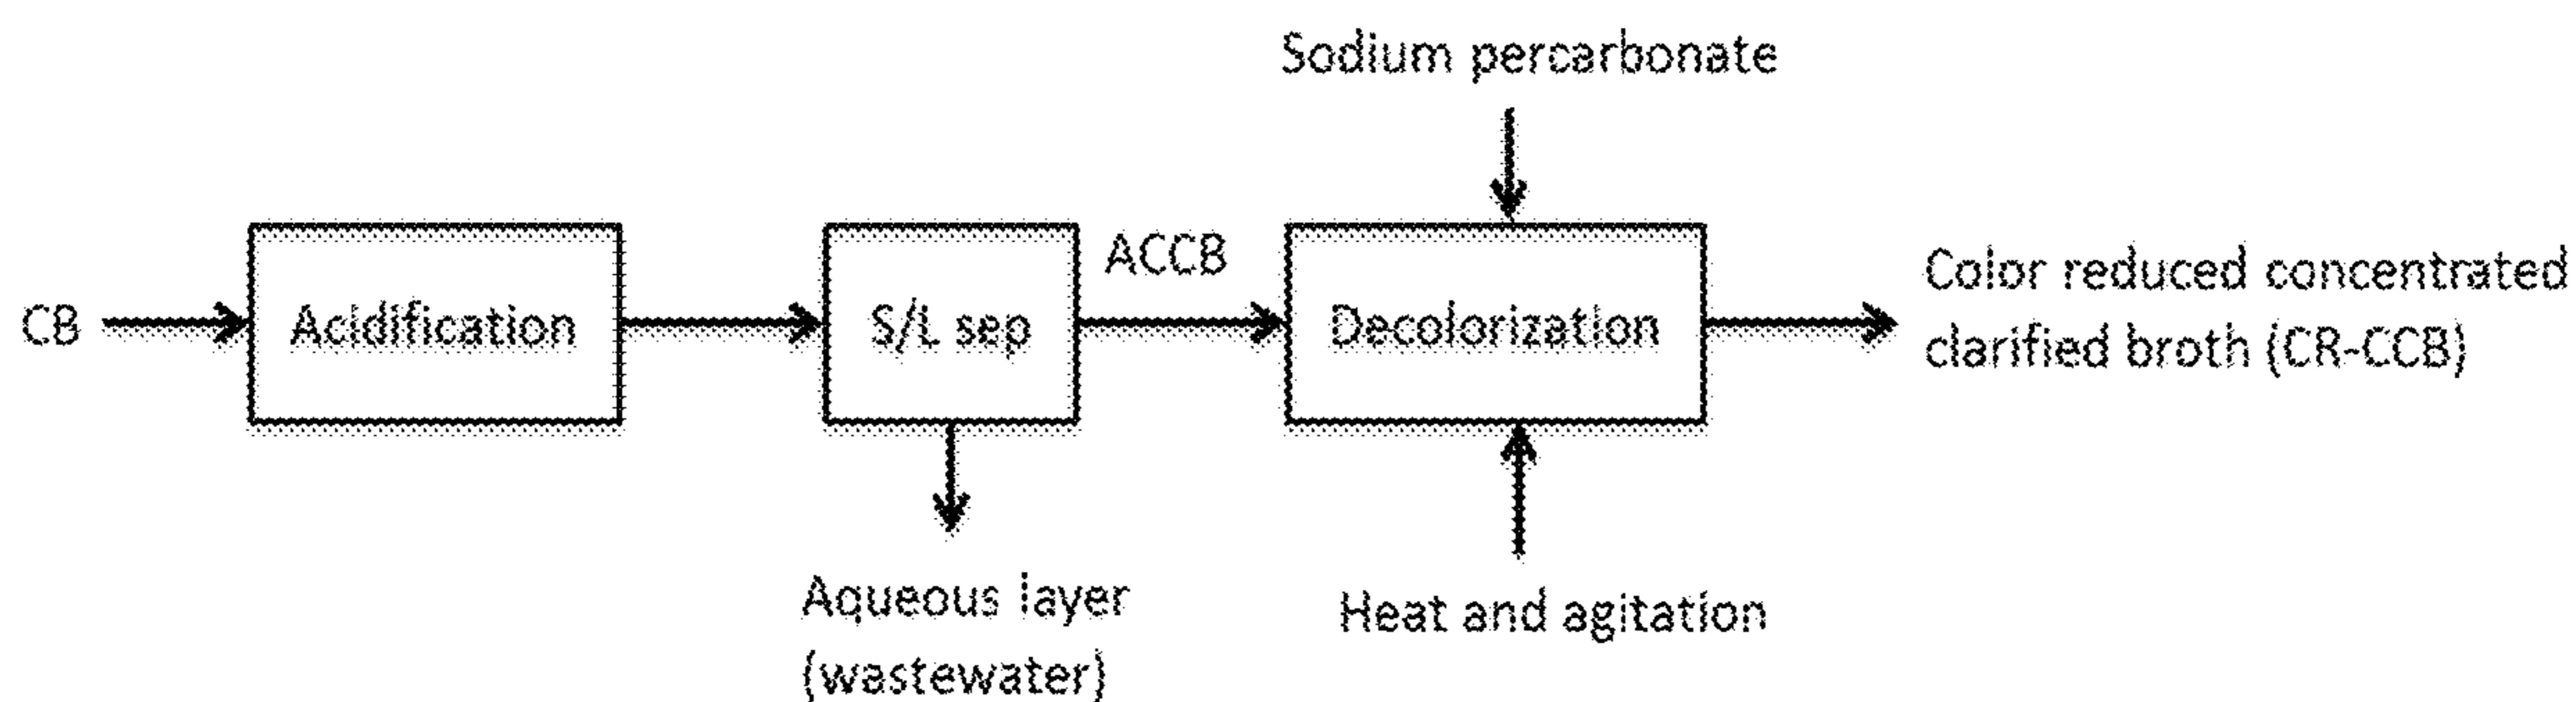 Sodium percarbonate
CB
Acidification
S/L sep
ACCB
Decolorization
Color reduced concentrated
clarified broth (CR-CCB)
Aqueous layer
(wastewater)
Heat and agitation